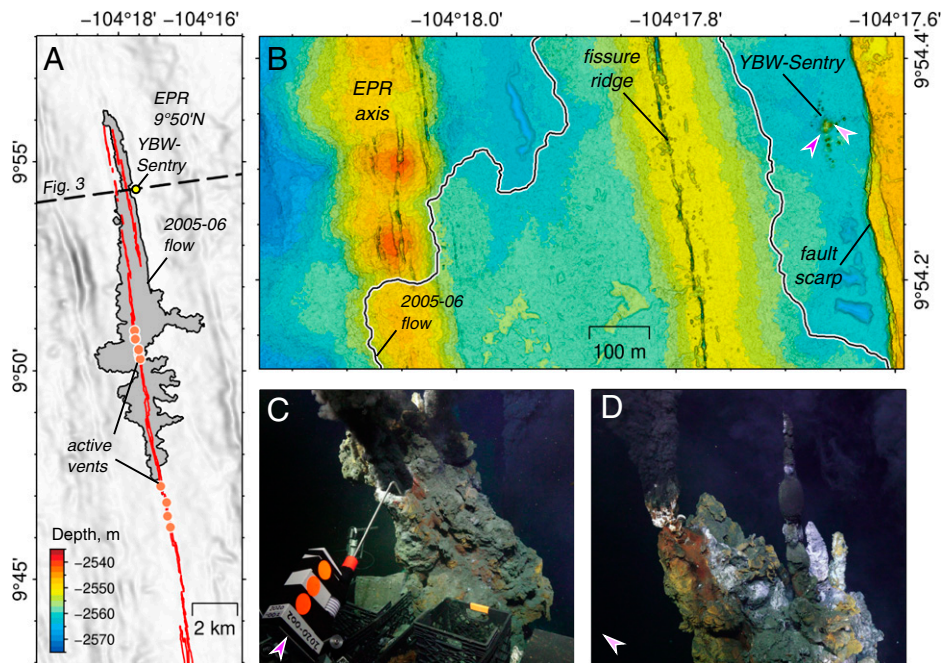 −104°18' −104°16'
A
EPR
9°50'N
YBW-
Sentry
Fig. 3
2005-06
flow
active
vents
9°55'
9°50'
9°45'
Depth, m
−2540
−2550
−2560
−2570
2 km
−104°18.0' −104°17.8' −104°17.6'
B
EPR
axis
fissure
ridge
YBW-Sentry
fault
scarp
2005-06
flow
100 m
9°54.4'
9°54.2'
C
2020-002
D